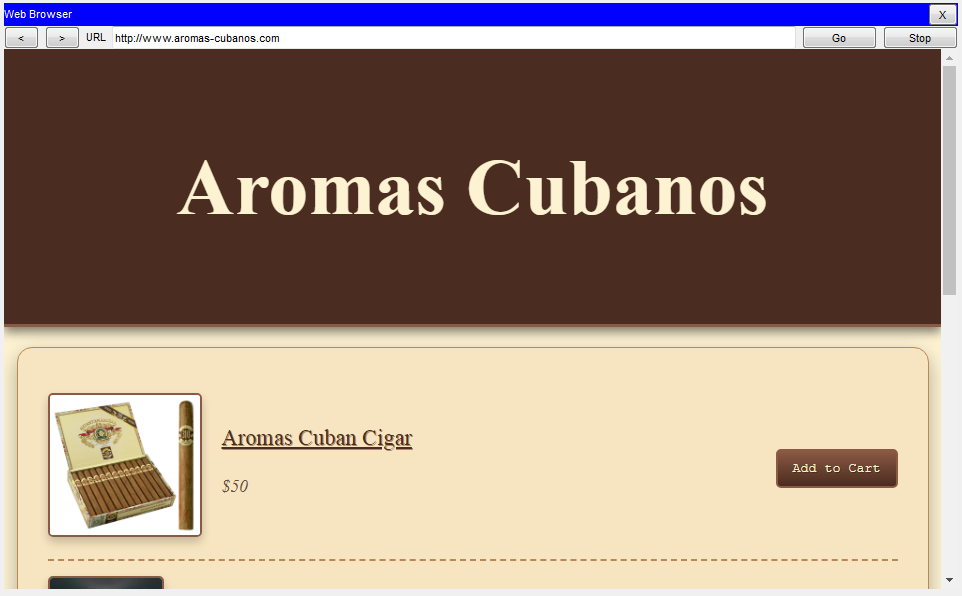 Web Browser
X
<
>
URL
http://www.aromas-cubanos.com
Go
Stop
Aromas Cubanos
Aromas Cuban Cigar
$50
Add to Cart